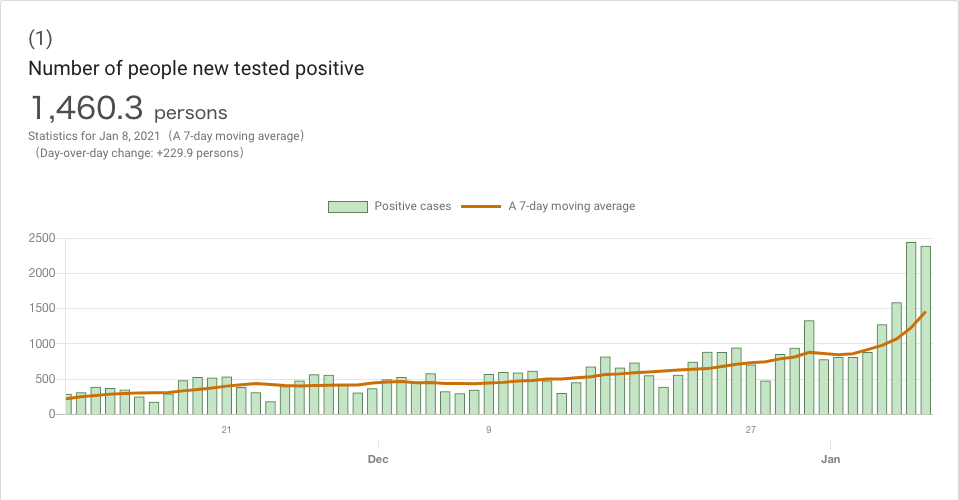 (1)
Number of people new tested positive
1,460.3 persons
Statistics for Jan 8, 2021（A 7-day moving average）
（Day-over-day change: +229.9 persons）
Positive cases A 7-day moving average
2500
2000
1500
1000
500
0
21 9 27
Dec Jan